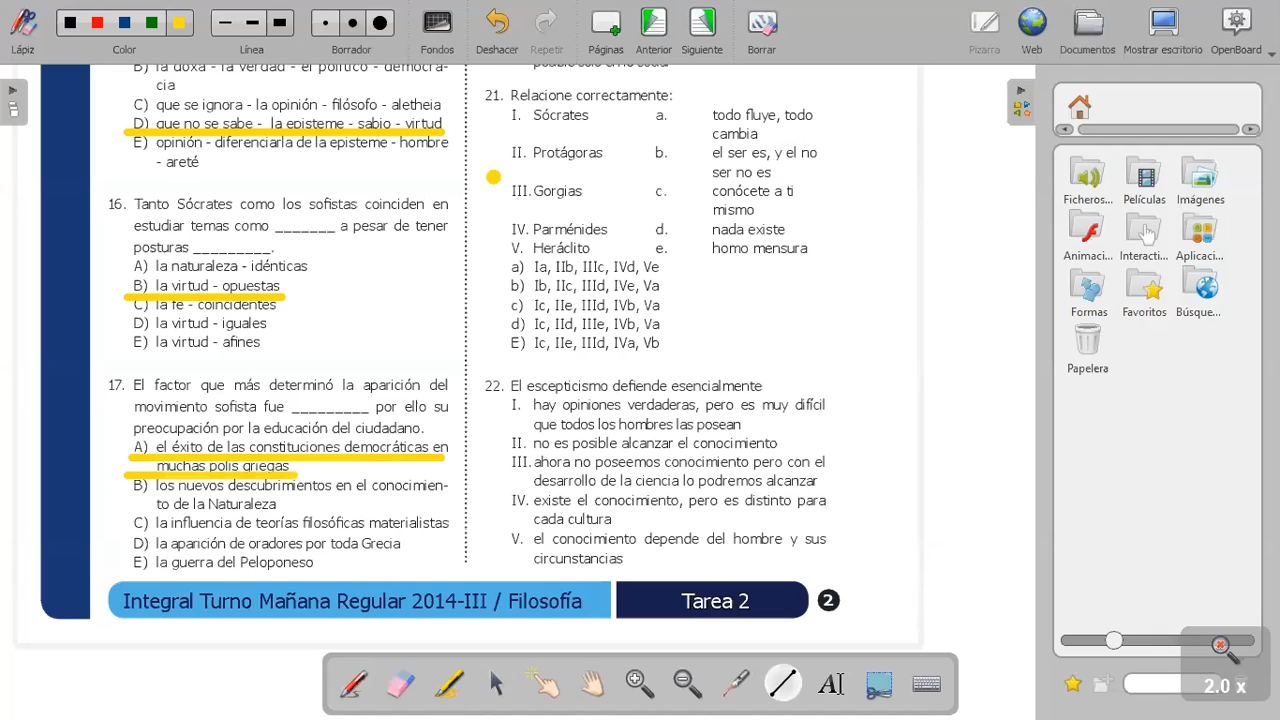 Lápiz
Color
Línea
Borrador
Fondos
Deshacer
Repetir
Páginas
Anterior
Siguiente
Borrar
Pizarra
Web
Documentos
Mostrar escritorio
OpenBoard
B) la doxa - la verdad - el político - democra-
cia
C) que se ignora - la opinión - filósofo - aletheia
D) que no se sabe - la episteme - sabio - virtud
E) opinión - diferenciarla de la episteme - hombre
- areté
16. Tanto Sócrates como los sofistas coinciden en
estudiar temas como _______ a pesar de tener
posturas _________.
A) la naturaleza - idénticas
B) la virtud - opuestas
C) la fe - coincidentes
D) la virtud - iguales
E) la virtud - afines
17. El factor que más determinó la aparición del
movimiento sofista fue _________ por ello su
preocupación por la educación del ciudadano.
A) el éxito de las constituciones democráticas en
muchas polis griegas
B) los nuevos descubrimientos en el conocimien-
to de la Naturaleza
C) la influencia de teorías filosóficas materialistas
D) la aparición de oradores por toda Grecia
E) la guerra del Peloponeso
21. Relacione correctamente:
I. Sócrates a. todo fluye, todo
cambia
II. Protágoras b. el ser es, y el no
ser no es
III. Gorgias c. conócete a ti
mismo
IV. Parménides d. nada existe
V. Heráclito e. homo mensura
a) Ia, IIb, IIIc, IVd, Ve
b) Ib, IIc, IIId, IVe, Va
c) Ic, IIe, IIId, IVb, Va
d) Ic, IId, IIIe, IVb, Va
E) Ic, IIe, IIId, IVa, Vb
22. El escepticismo defiende esencialmente
I. hay opiniones verdaderas, pero es muy difícil
que todos los hombres las posean
II. no es posible alcanzar el conocimiento
III. ahora no poseemos conocimiento pero con el
desarrollo de la ciencia lo podremos alcanzar
IV. existe el conocimiento, pero es distinto para
cada cultura
V. el conocimiento depende del hombre y sus
circunstancias
Integral Turno Mañana Regular 2014-III / Filosofía
Tarea 2
2
Ficheros...
Películas
Imágenes
Animaci...
Interacti...
Aplicaci...
Formas
Favoritos
Búsque...
Papelera
2.0 x